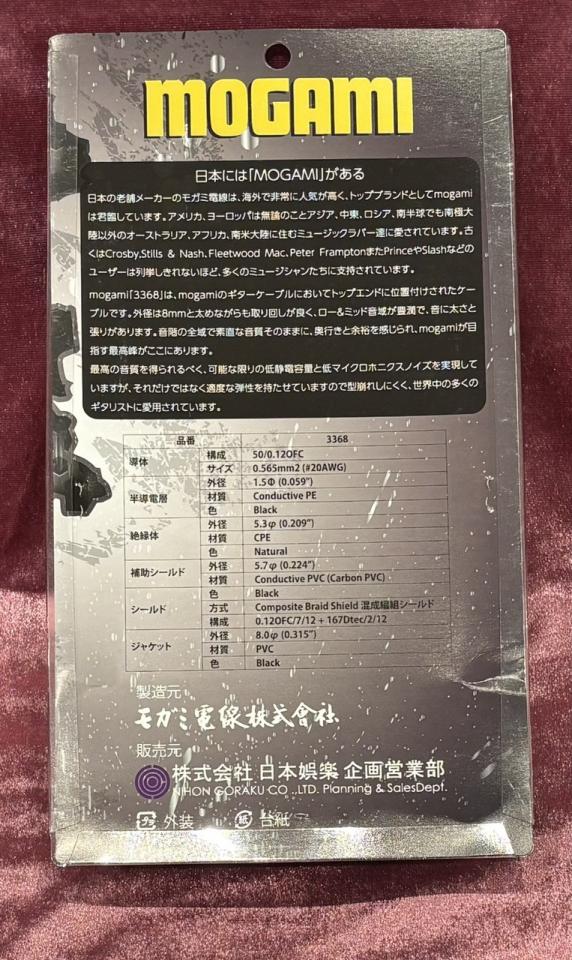 MOGAMI
日本には「MOGAMI」がある
日本の老舗メーカーのモガミ電線は、海外で非常に人気が高く、トップブランドとしてmogami
は君臨しています。アメリカ、ヨーロッパは無論のことアジア、中東、ロシア、南半球でも南極大
陸以外のオーストラリア、アフリカ、南米大陸に住むミュージックラバー達に愛されています。古
くはCrosby,Stills & Nash、Fleetwood Mac、Peter FramptonまたPrinceやSlashなどの
ユーザーは列挙しきれないほど、多くのミュージシャンたちに支持されています。
mogami「3368」は、mogamiのギターケーブルにおいてトップエンドに位置付けされたケー
ブルです。外径は8mmと太めながらも取り回しが良く、ロー&ミッド音域が豊潤で、音に太さと
張りがあります。音階の全域で素直な音質そのままに、奥行きと余裕を感じられ、mogamiが目
指す最高峰がここにあります。
最高の音質を得られるべく、可能な限りの低静電容量と低マイクロホニクスノイズを実現して
いますが、それだけではなく適度な弾性を持たせていますので型崩れしにくく、世界中の多くの
ギタリストに愛用されています。
品番 3368
導体 構成 50/0.12OFC
サイズ 0.565mm2 (#20AWG)
半導電層 外径 1.5Φ (0.059")
材質 Conductive PE
色 Black
絶縁体 外径 5.3φ (0.209")
材質 CPE
色 Natural
補助シールド 外径 5.7φ (0.224")
材質 Conductive PVC (Carbon PVC)
色 Black
シールド 方式 Composite Braid Shield 混成編組シールド
構成 0.12OFC/7/12 + 167Dtec/2/12
ジャケット 外径 8.0φ (0.315")
材質 PVC
色 Black
製造元
モガミ電線株式會社
販売元
株式会社 日本娯楽 企画営業部
NIHON GORAKU CO .,LTD. Planning & SalesDept.
プラ 外装 紙 台紙